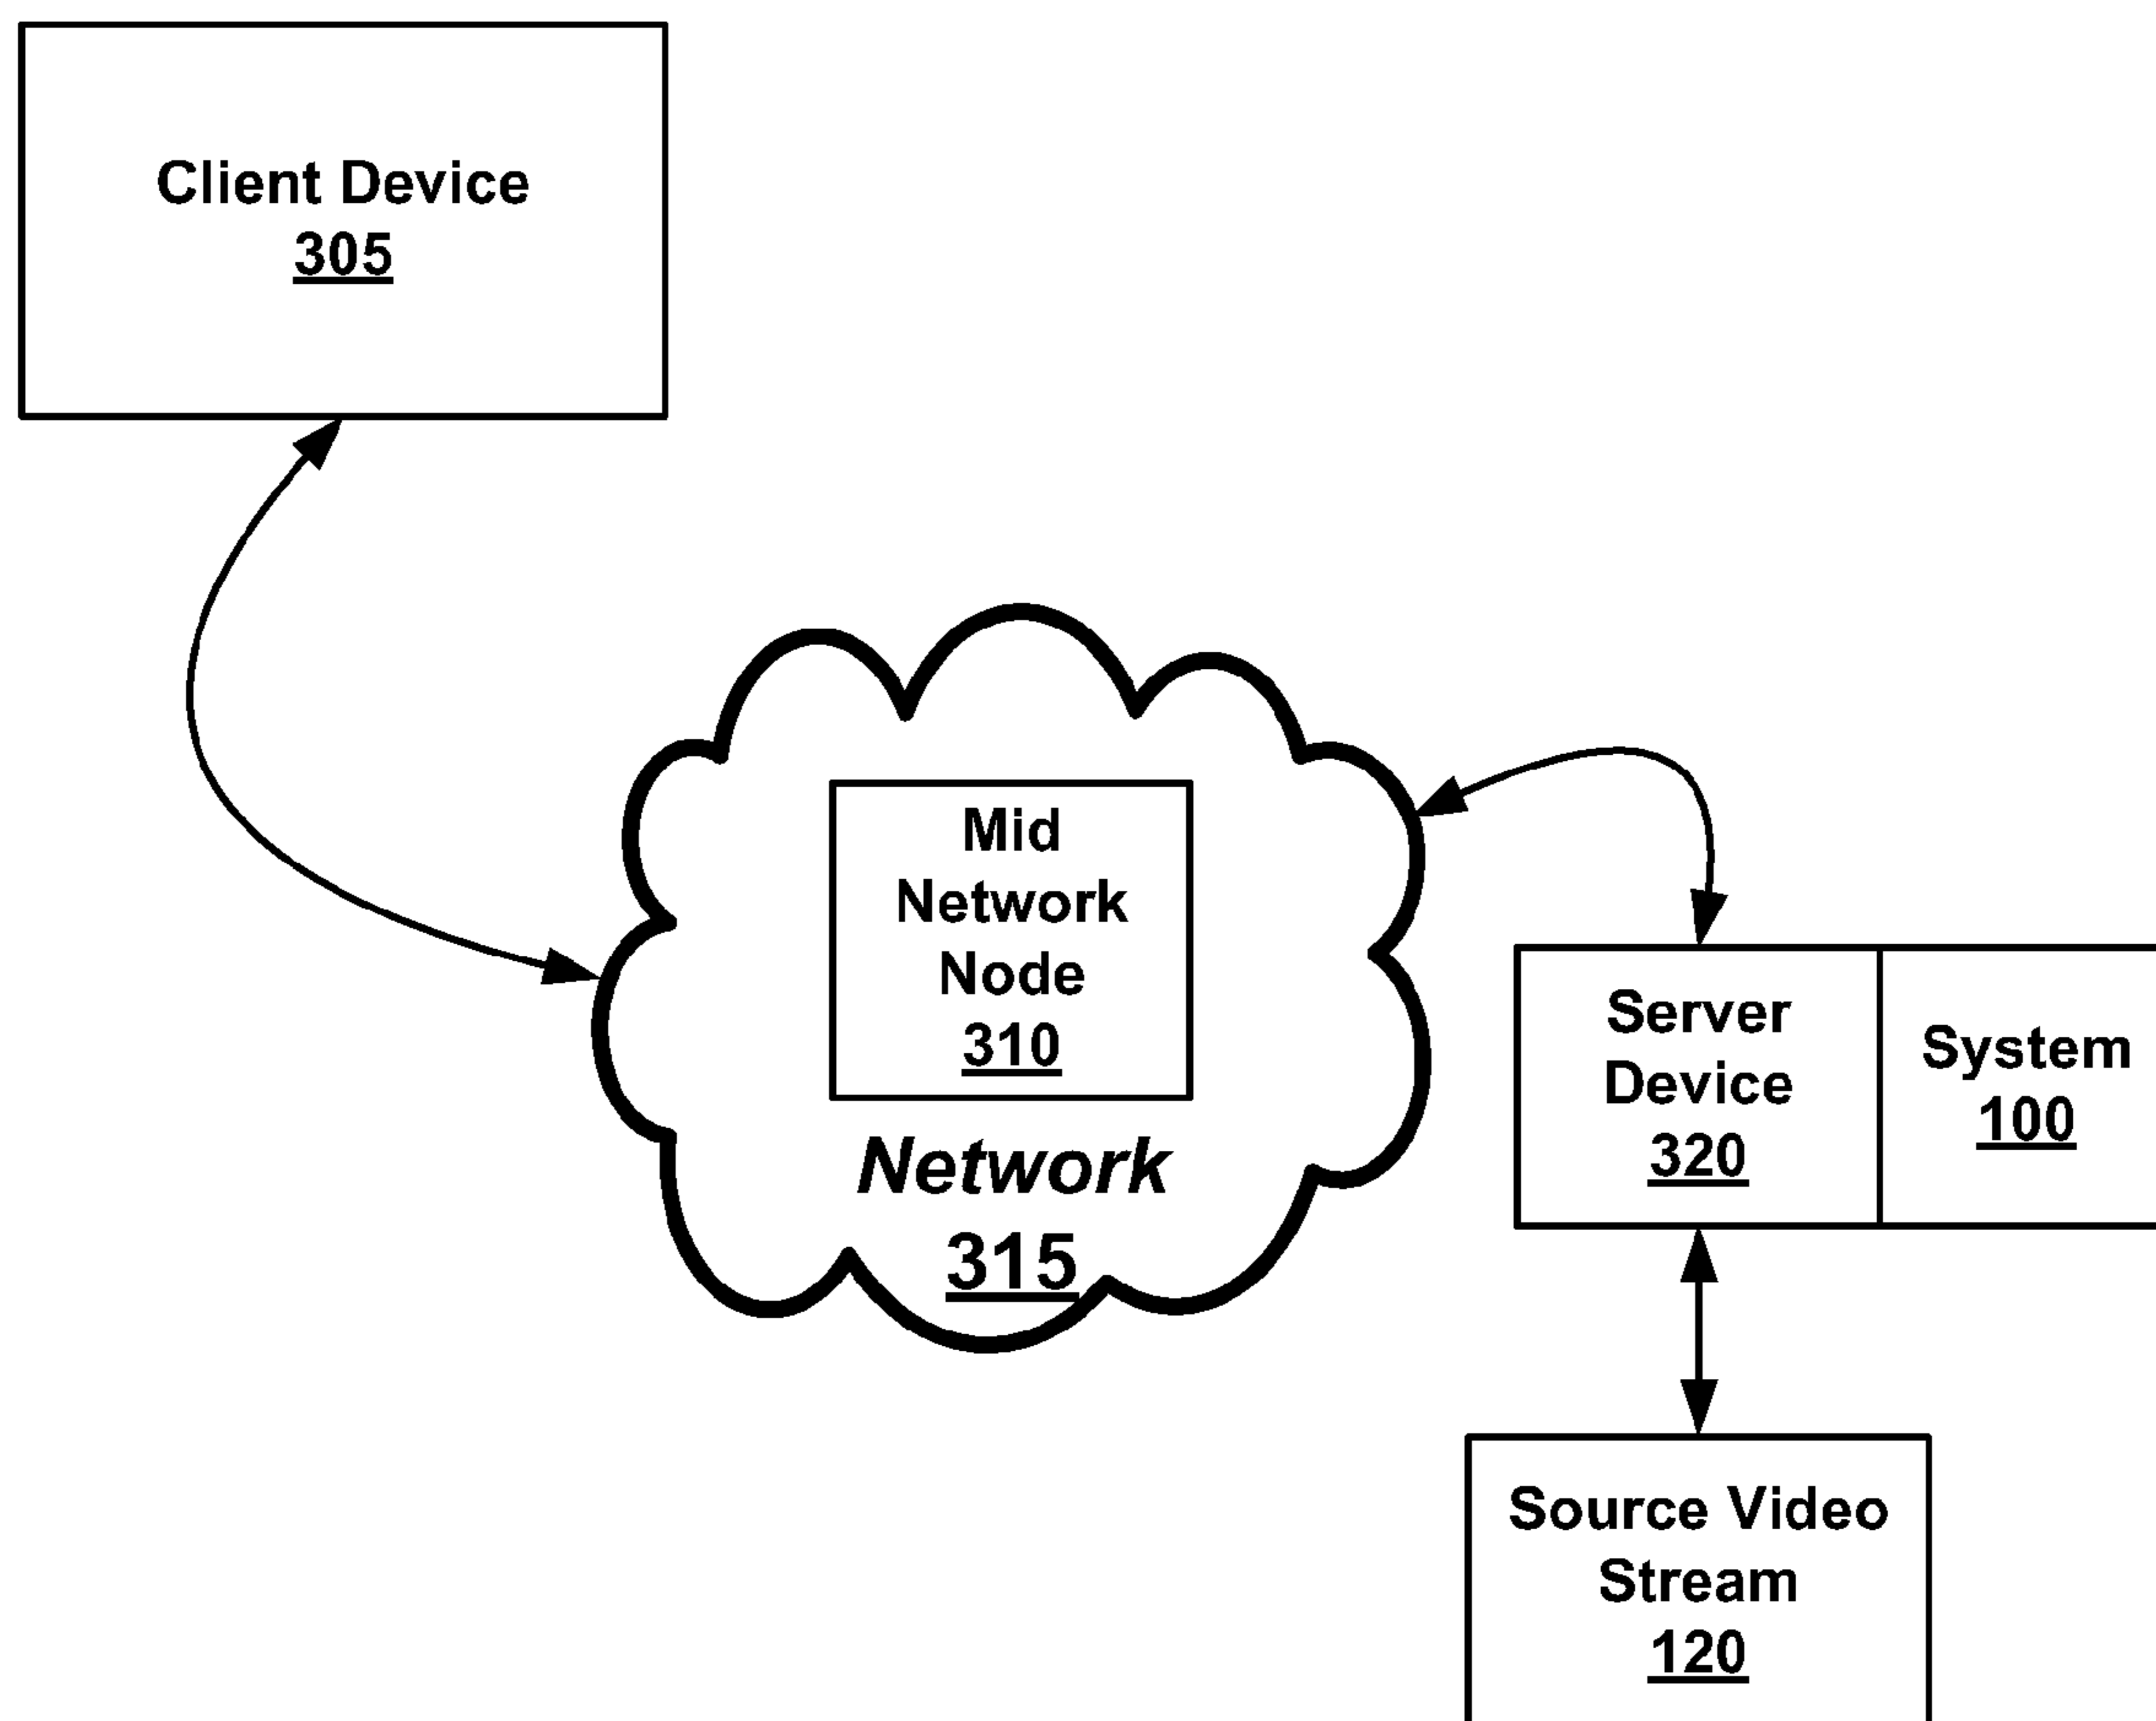 Client Device
305
Mid
Network
Node
310
Network
315
Server
Device
320
System
100
Source Video
Stream
120